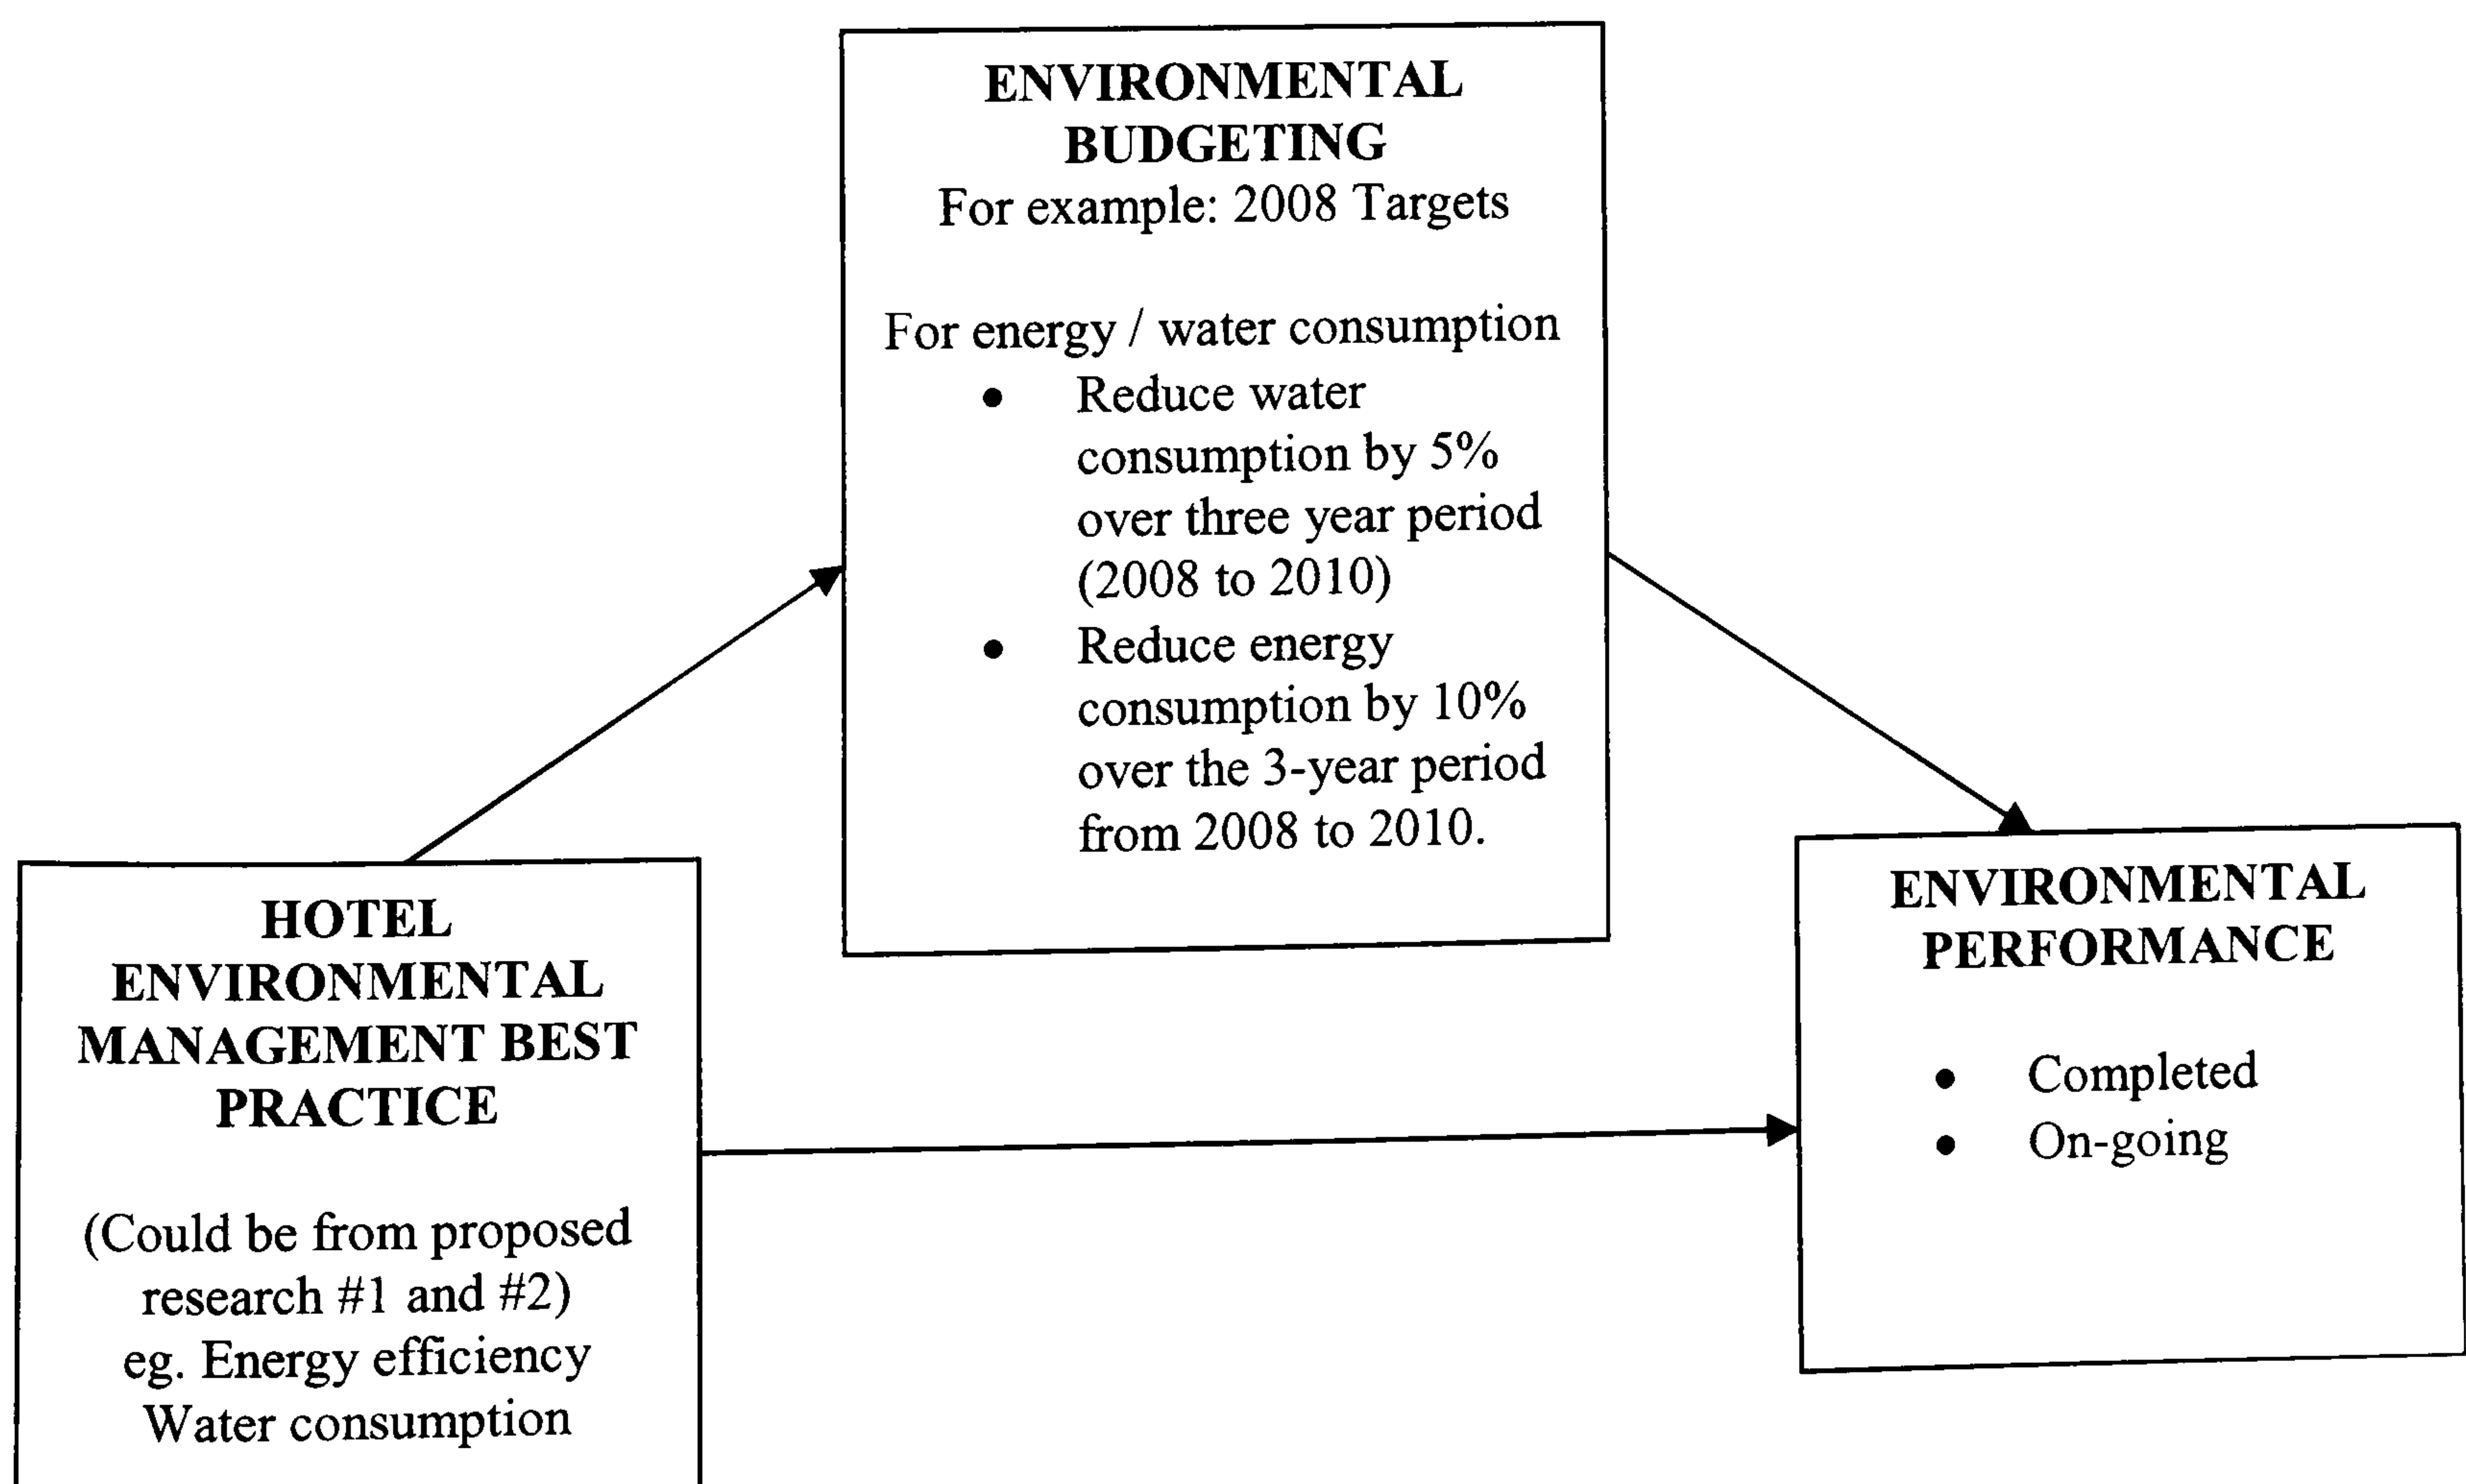 ENVIRONMENTAL
BUDGETING
For example: 2008 Targets
For energy / water consumption
• Reduce water
consumption by 5%
over three year period
(2008 to 2010)
• Reduce energy
consumption by 10%
over the 3-year period
from 2008 to 2010.
HOTEL
ENVIRONMENTAL
MANAGEMENT BEST
PRACTICE
(Could be from proposed
research #1 and #2)
eg. Energy efficiency
Water consumption
ENVIRONMENTAL
PERFORMANCE
• Completed
• On-going